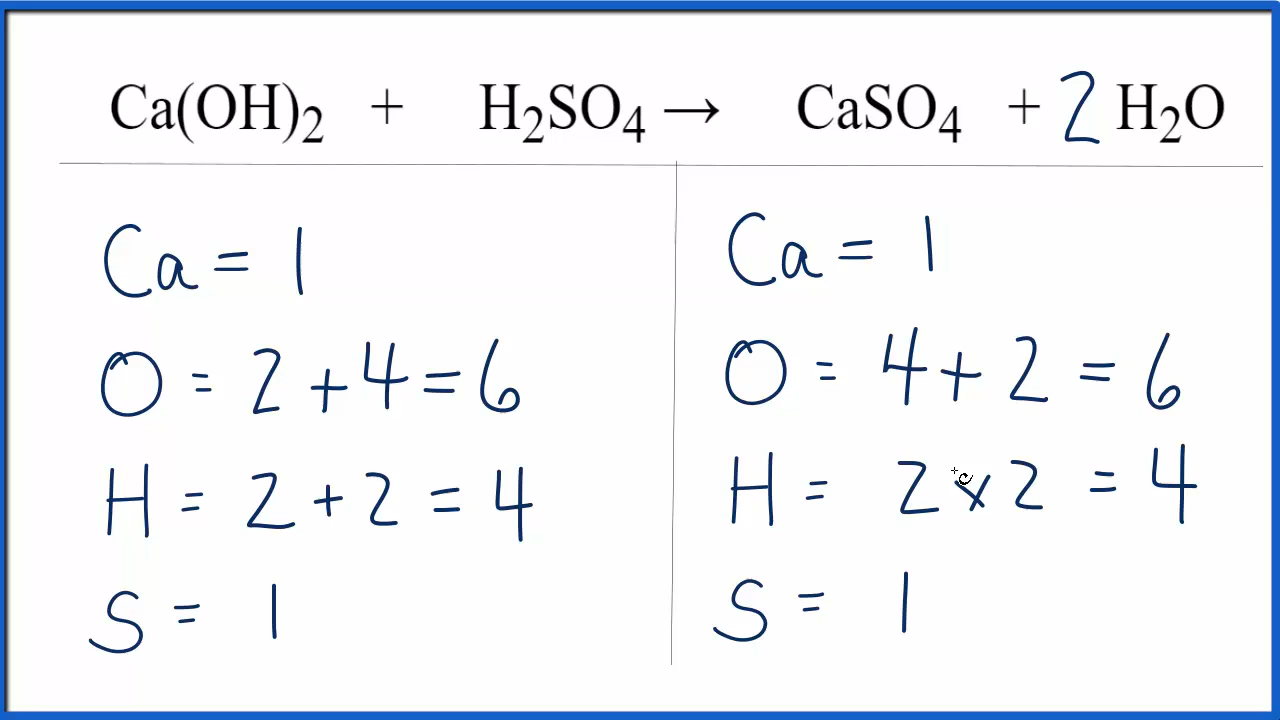 Ca(OH)₂ + H₂SO₄ → CaSO₄ + 2 H₂O
Ca = 1
O = 2 + 4 = 6
H = 2 + 2 = 4
S = 1
Ca = 1
O = 4 + 2 = 6
H = 2 x 2 = 4
S = 1